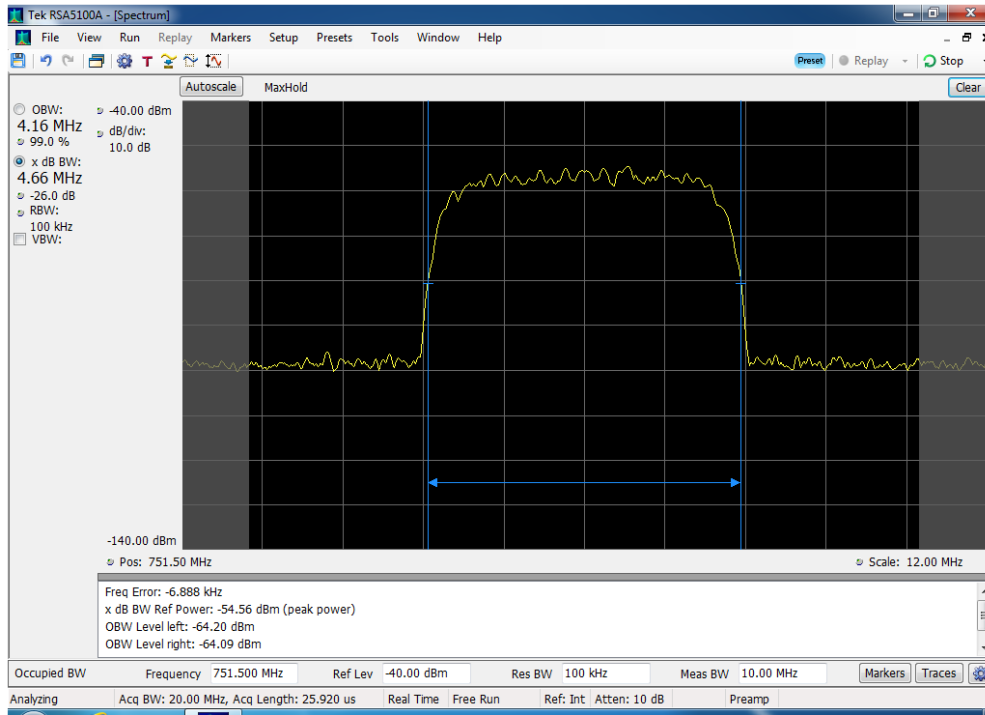 Tek RSA5100A - [Spectrum]
File View Run Replay Markers Setup Presets Tools Window Help
T Preset Replay Stop
Autoscale MaxHold Clear
OBW: -40.00 dBm
4.16 MHz dB/div:
99.0 % 10.0 dB
x dB BW:
4.66 MHz
-26.0 dB
RBW:
100 kHz
VBW:
-140.00 dBm
Pos: 751.50 MHz Scale: 12.00 MHz
Freq Error: -6.888 kHz
x dB BW Ref Power: -54.56 dBm (peak power)
OBW Level left: -64.20 dBm
OBW Level right: -64.09 dBm
Occupied BW Frequency 751.500 MHz Ref Lev -40.00 dBm Res BW 100 kHz Meas BW 10.00 MHz Markers Traces
Analyzing Acq BW: 20.00 MHz, Acq Length: 25.920 us Real Time Free Run Ref: Int Atten: 10 dB Preamp